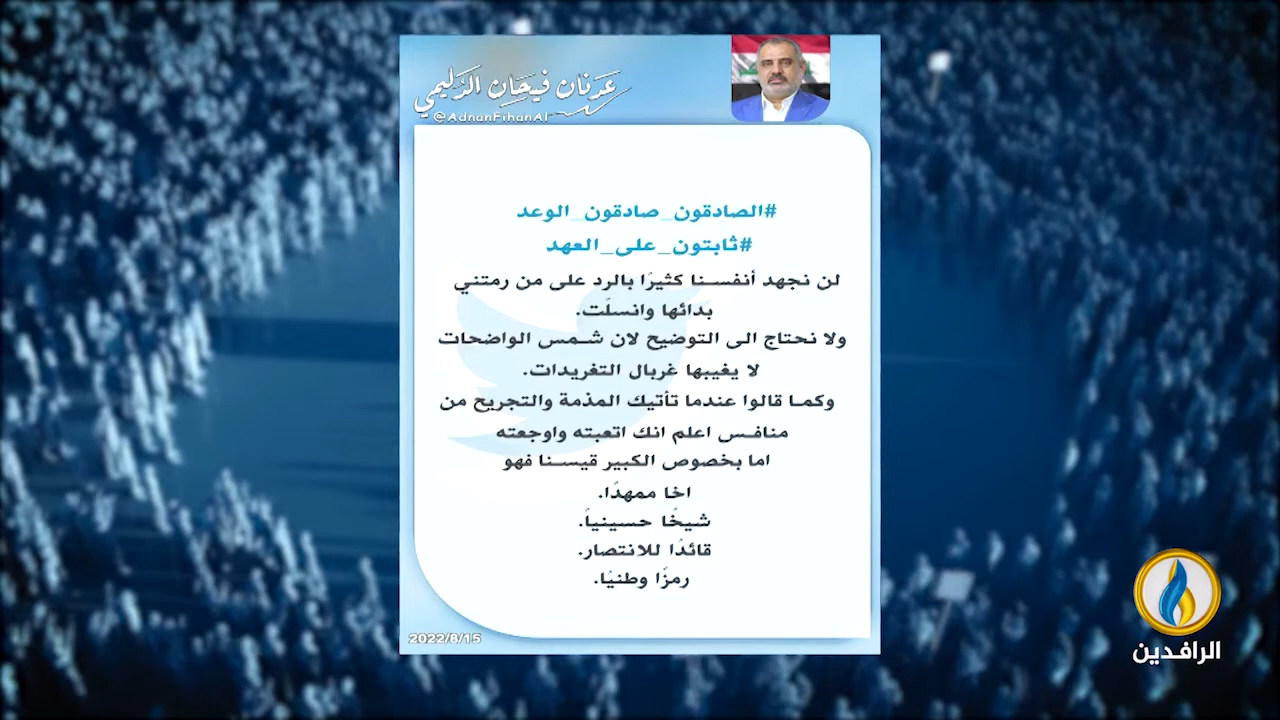 عدنان فيحان الدليمي
@AdnanFihanAl
#الصادقون_صادقون_الوعد
#ثابتون_على_العهد
لن نجهد أنفسنا كثيرًا بالرد على من رمتني
بدائها وانسلّت.
ولا نحتاج الى التوضيح لان شمس الواضحات
لا يغيبها غربال التغريدات.
وكما قالوا عندما تأتيك المذمة والتجريح من
منافس اعلم انك اتعبته واوجعته
اما بخصوص الكبير قيسنا فهو
اخا ممهدًا.
شيخًا حسينياً.
قائدًا للانتصار.
رمزًا وطنيًا.
2022/8/15
الرافدين